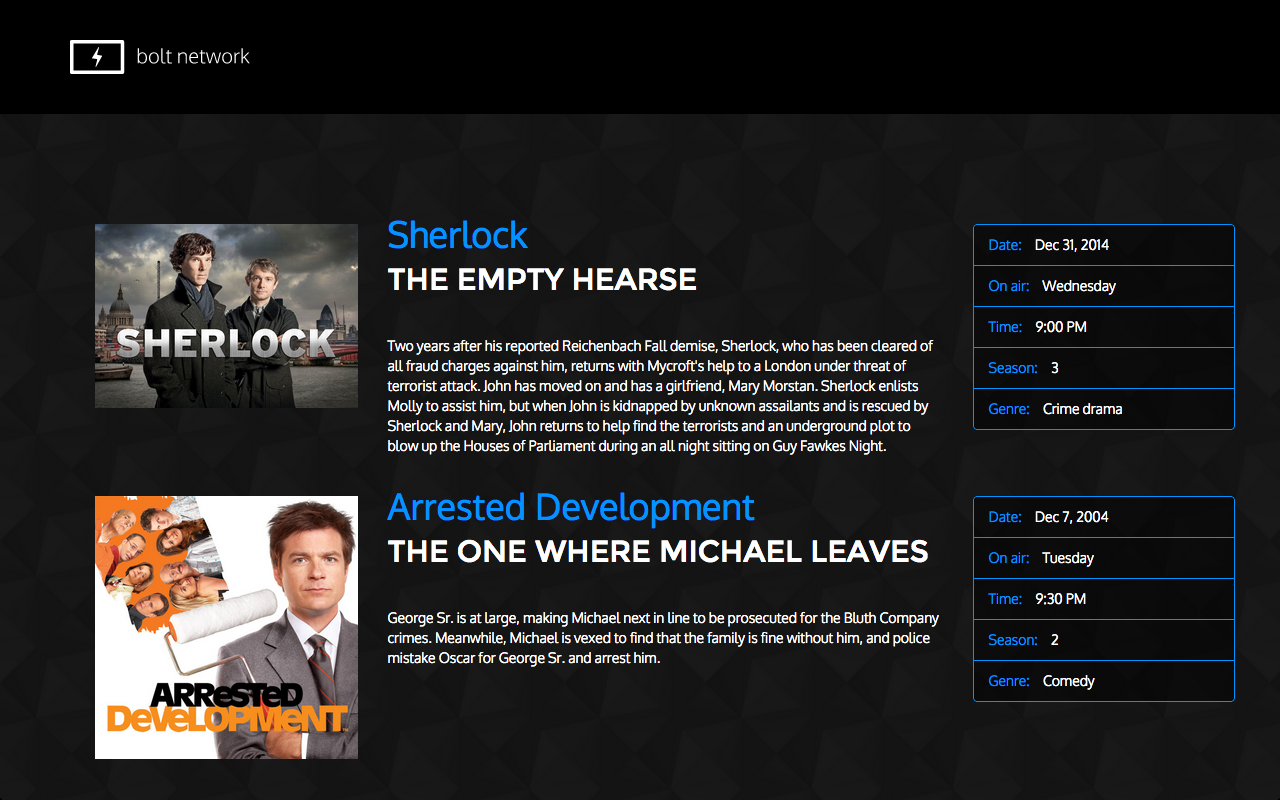 bolt network
SHERLOCK
Sherlock
THE EMPTY HEARSE
Two years after his reported Reichenbach Fall demise, Sherlock, who has been cleared of
all fraud charges against him, returns with Mycroft's help to a London under threat of
terrorist attack. John has moved on and has a girlfriend, Mary Morstan. Sherlock enlists
Molly to assist him, but when John is kidnapped by unknown assailants and is rescued by
Sherlock and Mary, John returns to help find the terrorists and an underground plot to
blow up the Houses of Parliament during an all night sitting on Guy Fawkes Night.
Date: Dec 31, 2014
On air: Wednesday
Time: 9:00 PM
Season: 3
Genre: Crime drama
ARReSTeD
DeVeLOPMeNT™
Arrested Development
THE ONE WHERE MICHAEL LEAVES
George Sr. is at large, making Michael next in line to be prosecuted for the Bluth Company
crimes. Meanwhile, Michael is vexed to find that the family is fine without him, and police
mistake Oscar for George Sr. and arrest him.
Date: Dec 7, 2004
On air: Tuesday
Time: 9:30 PM
Season: 2
Genre: Comedy